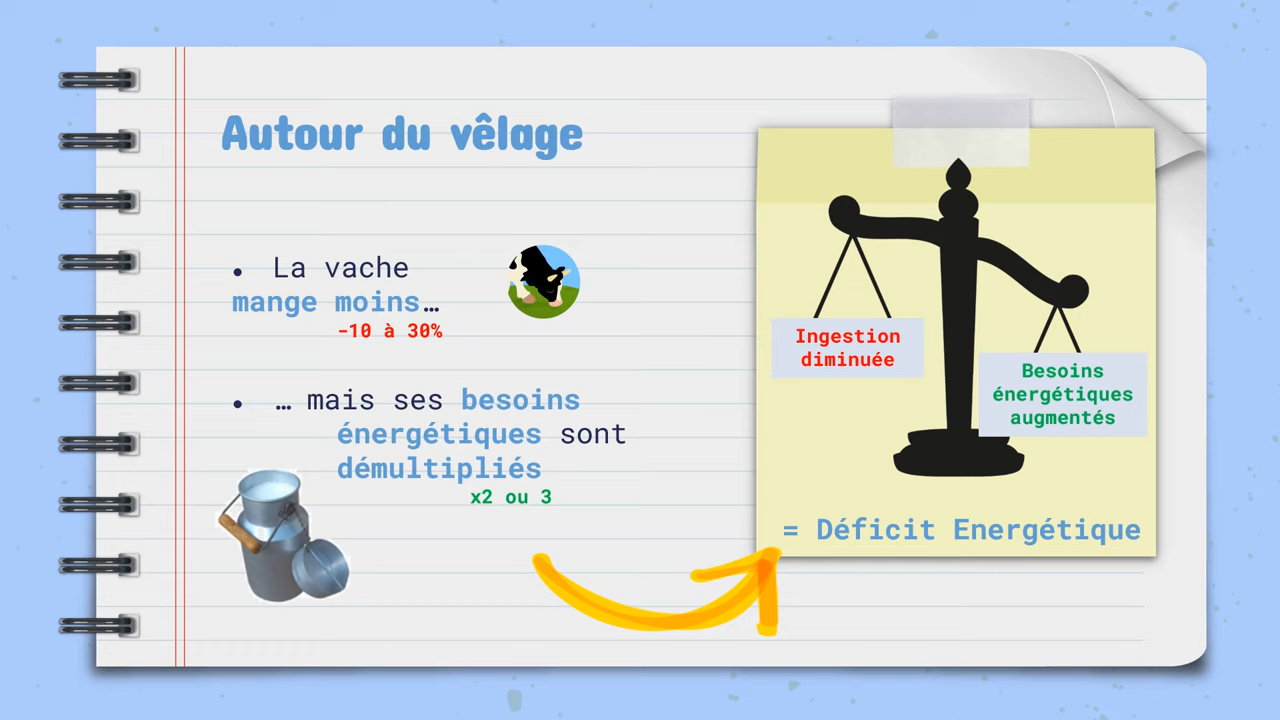 Autour du vêlage
• La vache
mange moins…
-10 à 30%
• … mais ses besoins
énergétiques sont
démultipliés
x2 ou 3
Ingestion
diminuée
Besoins
énergétiques
augmentés
= Déficit Energétique